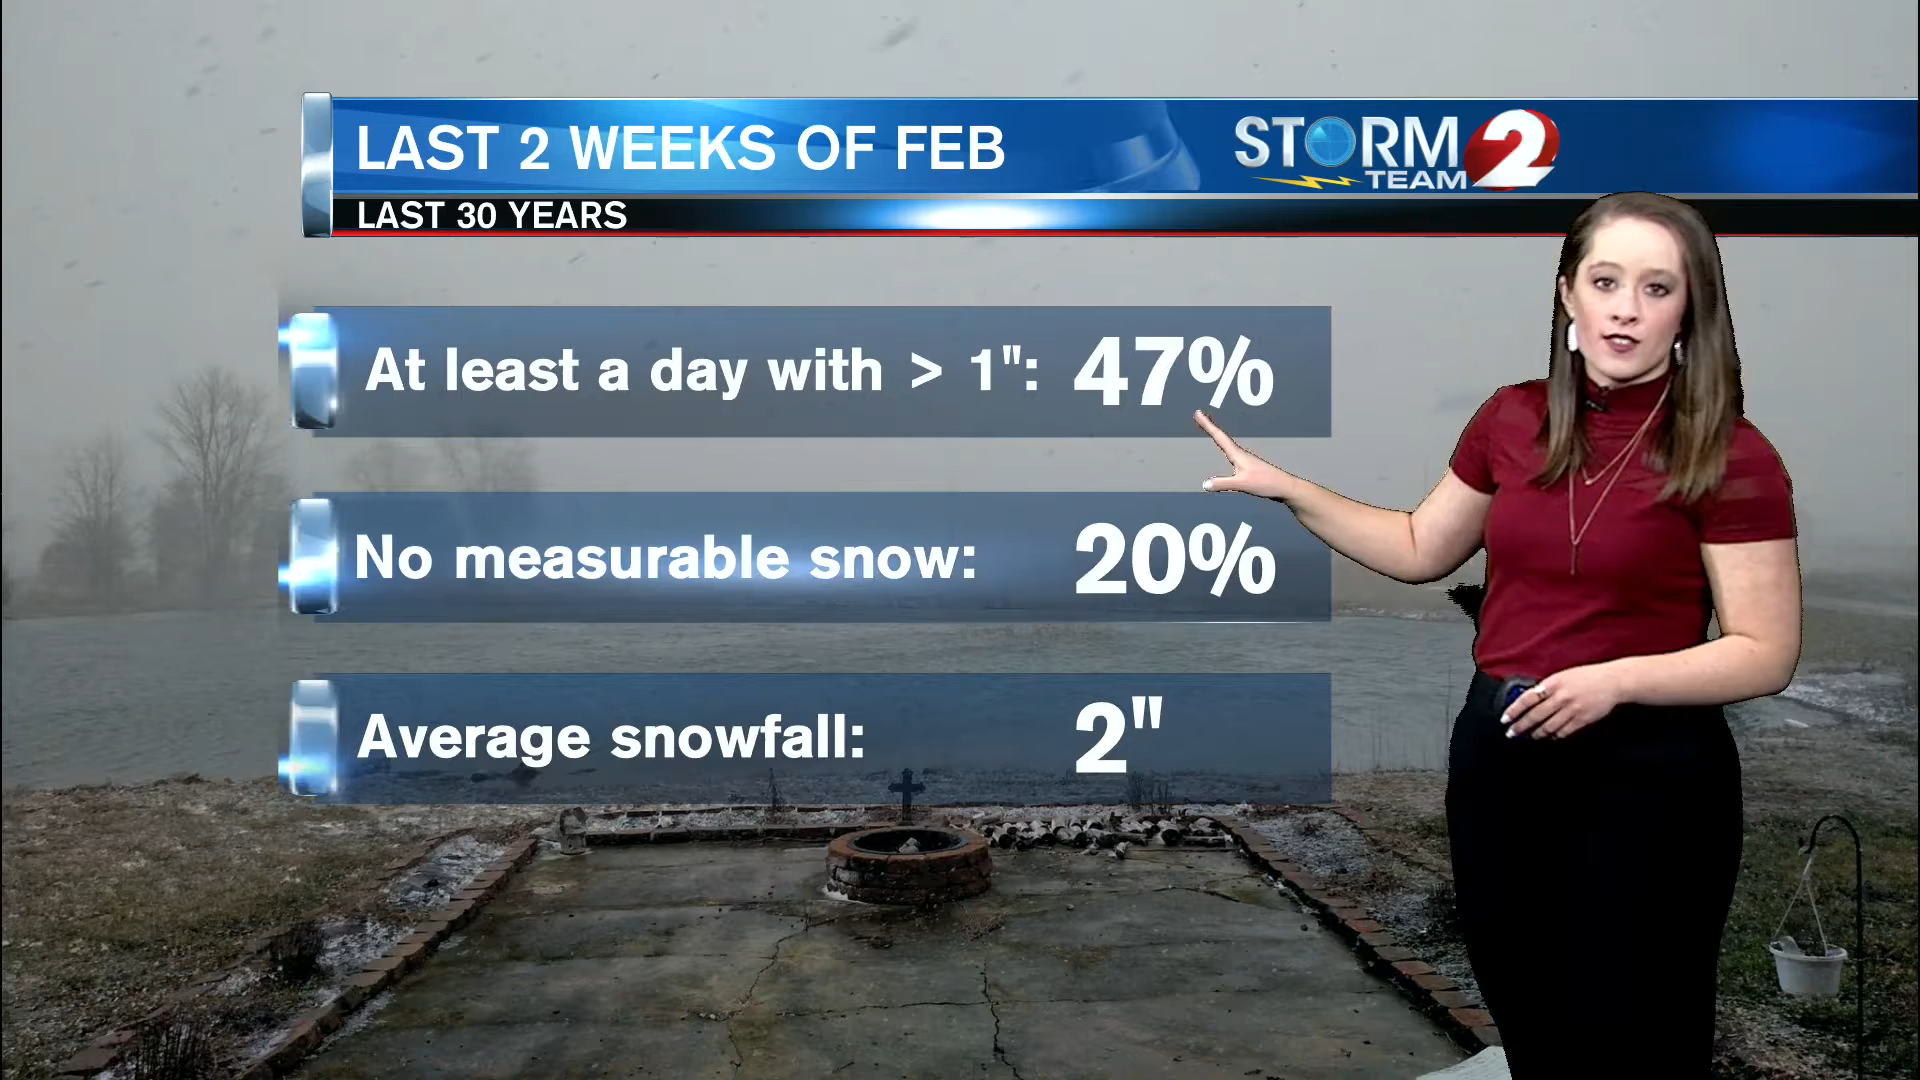 LAST 2 WEEKS OF FEB
STORM
TEAM 2
LAST 30 YEARS
At least a day with > 1": 47%
No measurable snow: 20%
Average snowfall: 2"